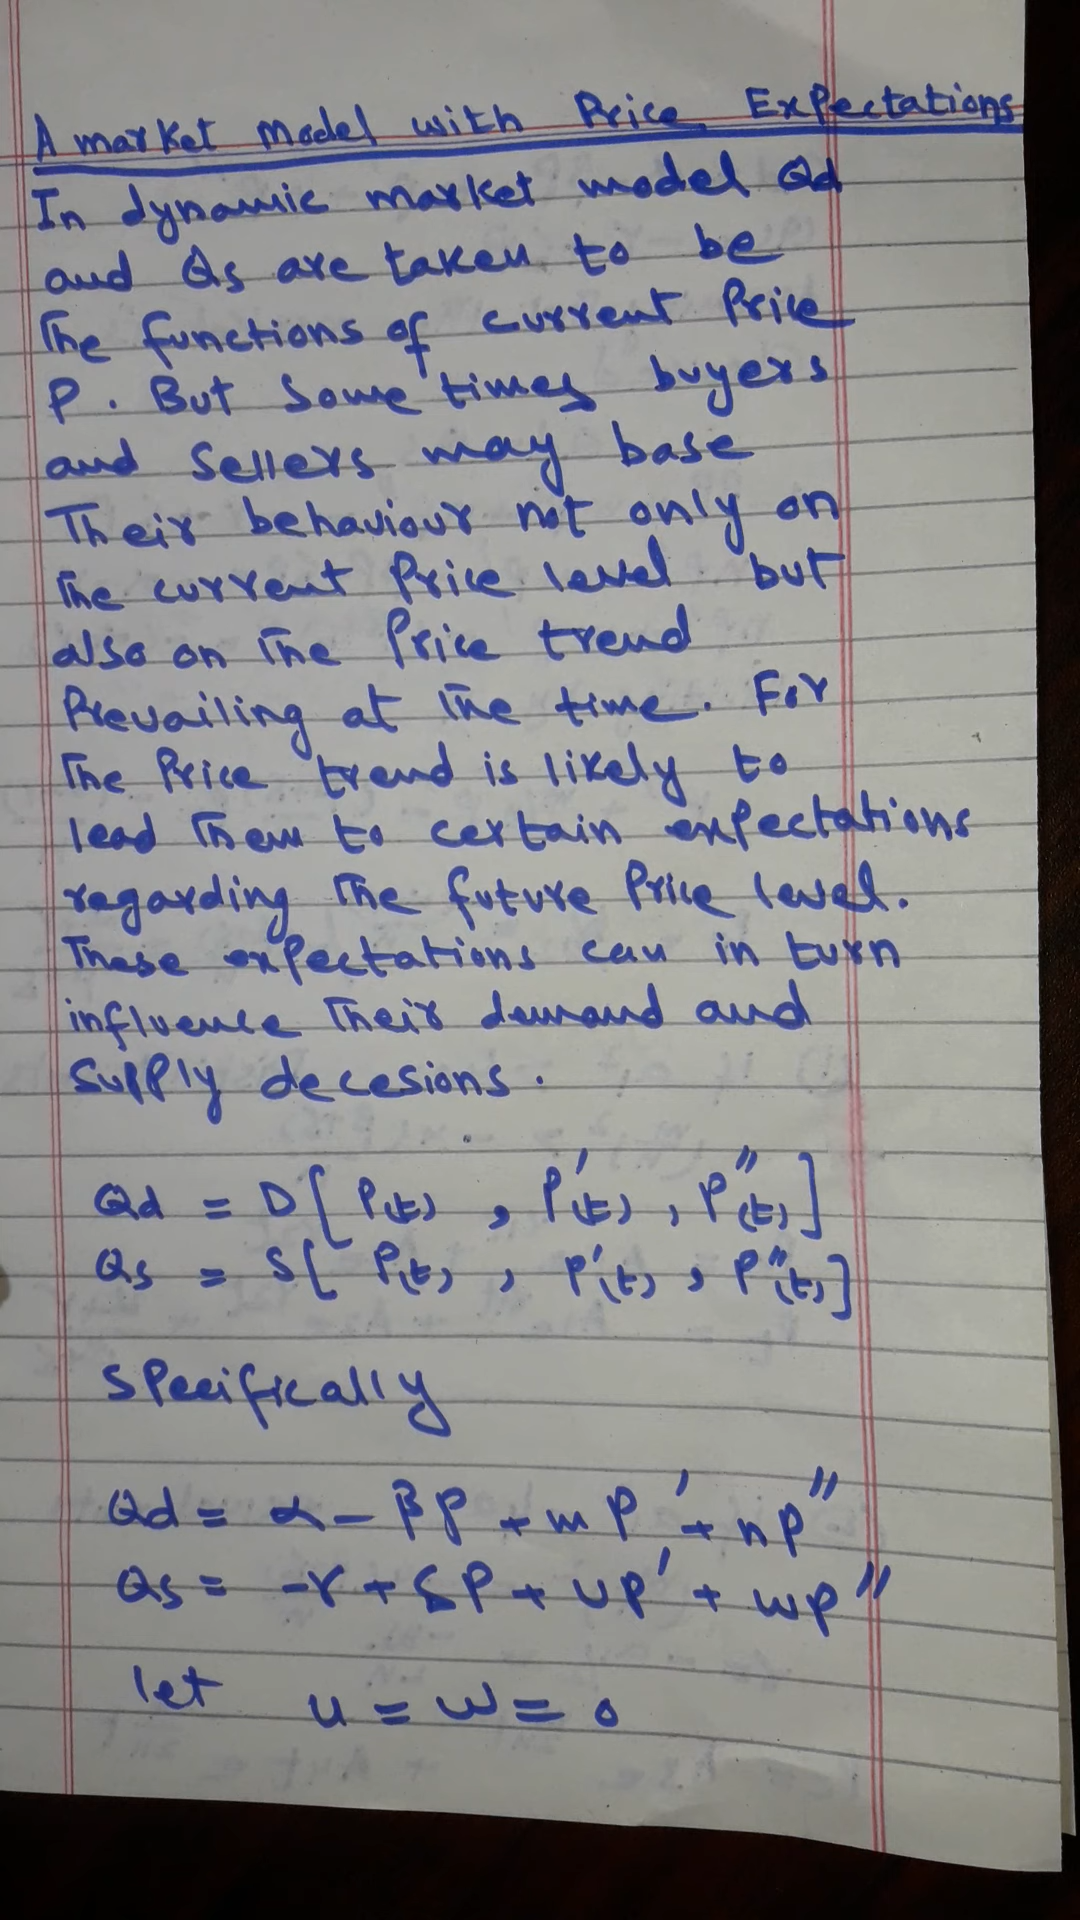 A market Model with Price Expectations
In dynamic market model Qd
and Qs are taken to be
The functions of current Price
P. But Some times buyers
and Sellers may base
Their behaviour not only on
The current Price level but
also on The Price trend
Prevailing at The time. For
The Price trend is likely to
lead Them to certain expectations
regarding The future Price level.
These expectations can in turn
influence Their demand and
Supply decesions.
Qd = D[ P(t) , P'(t) , P"(t)]
Qs = S[ P(t) , P'(t) , P"(t)]
Specifically
Qd = α - βP + mP' + nP"
Qs = -γ + δP + uP' + wP"
let u = w = 0